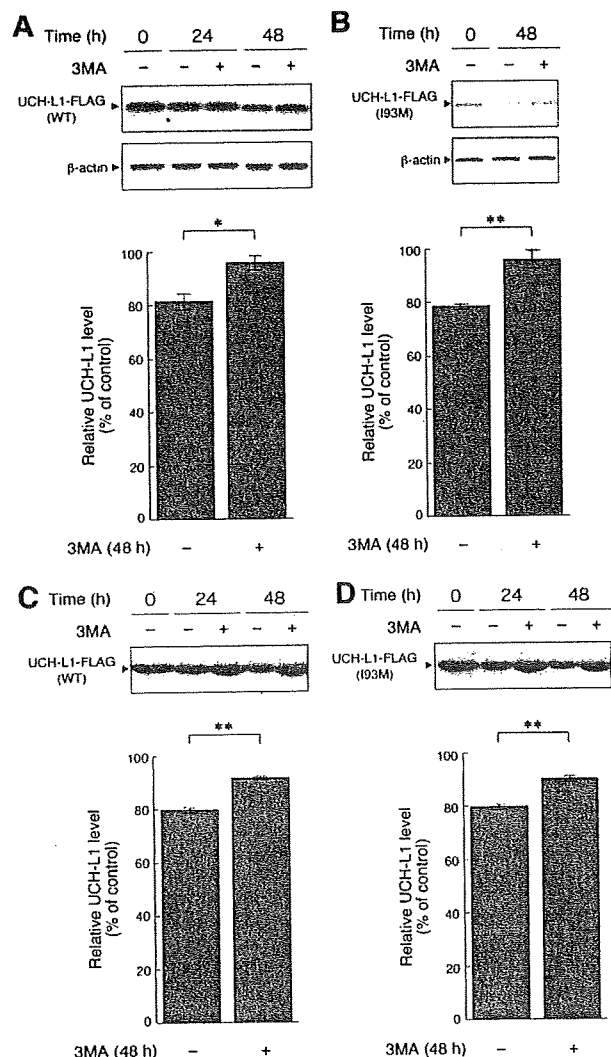 A
Time (h) 0 24 48
3MA – – + – +
UCH-L1-FLAG
(WT)
β-actin
*
Relative UCH-L1 level
(% of control)
100
80
60
40
20
0
3MA (48 h) – +
B
Time (h) 0 48
3MA – – +
UCH-L1-FLAG
(I93M)
β-actin
**
Relative UCH-L1 level
(% of control)
100
80
60
40
20
0
3MA (48 h) – +
C Time (h) 0 24 48
3MA – – + – +
UCH-L1-FLAG
(WT)
**
Relative UCH-L1 level
(% of control)
100
80
60
40
20
0
3MA (48 h) – +
D Time (h) 0 24 48
3MA – – + – +
UCH-L1-FLAG
(I93M)
**
Relative UCH-L1 level
(% of control)
100
80
60
40
20
0
3MA (48 h) – +